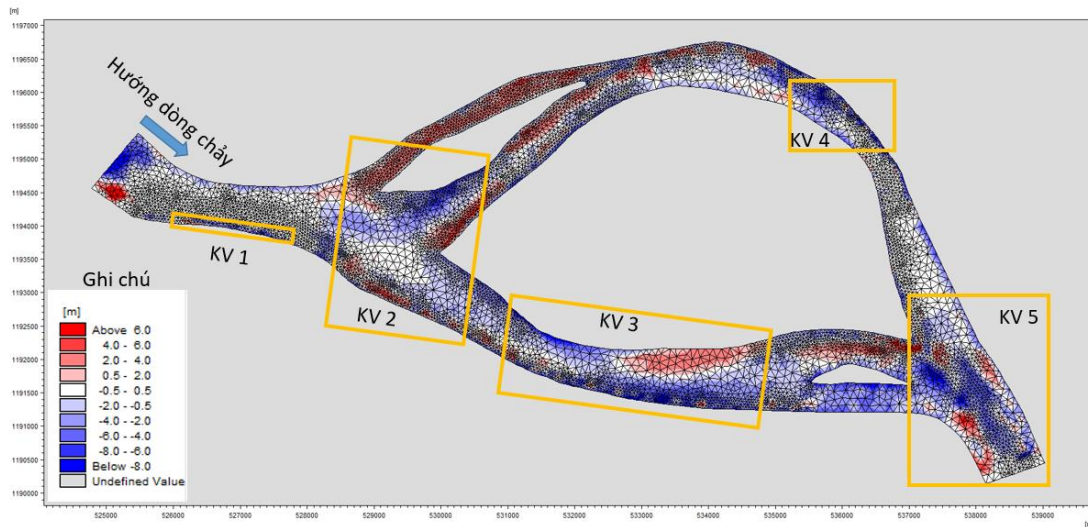 [m]
1197000
1196500
1196000
1195500
1195000
1194500
1194000
1193500
1193000
1192500
1192000
1191500
1191000
1190500
1190000
Hướng dòng chảy
KV 1
KV 2
KV 3
KV 4
KV 5
Ghi chú
[m]
Above 6.0
4.0 - 6.0
2.0 - 4.0
0.5 - 2.0
-0.5 - 0.5
-2.0 - -0.5
-4.0 - -2.0
-6.0 - -4.0
-8.0 - -6.0
Below -8.0
Undefined Value
525000 526000 527000 528000 529000 530000 531000 532000 533000 534000 535000 536000 537000 538000 539000